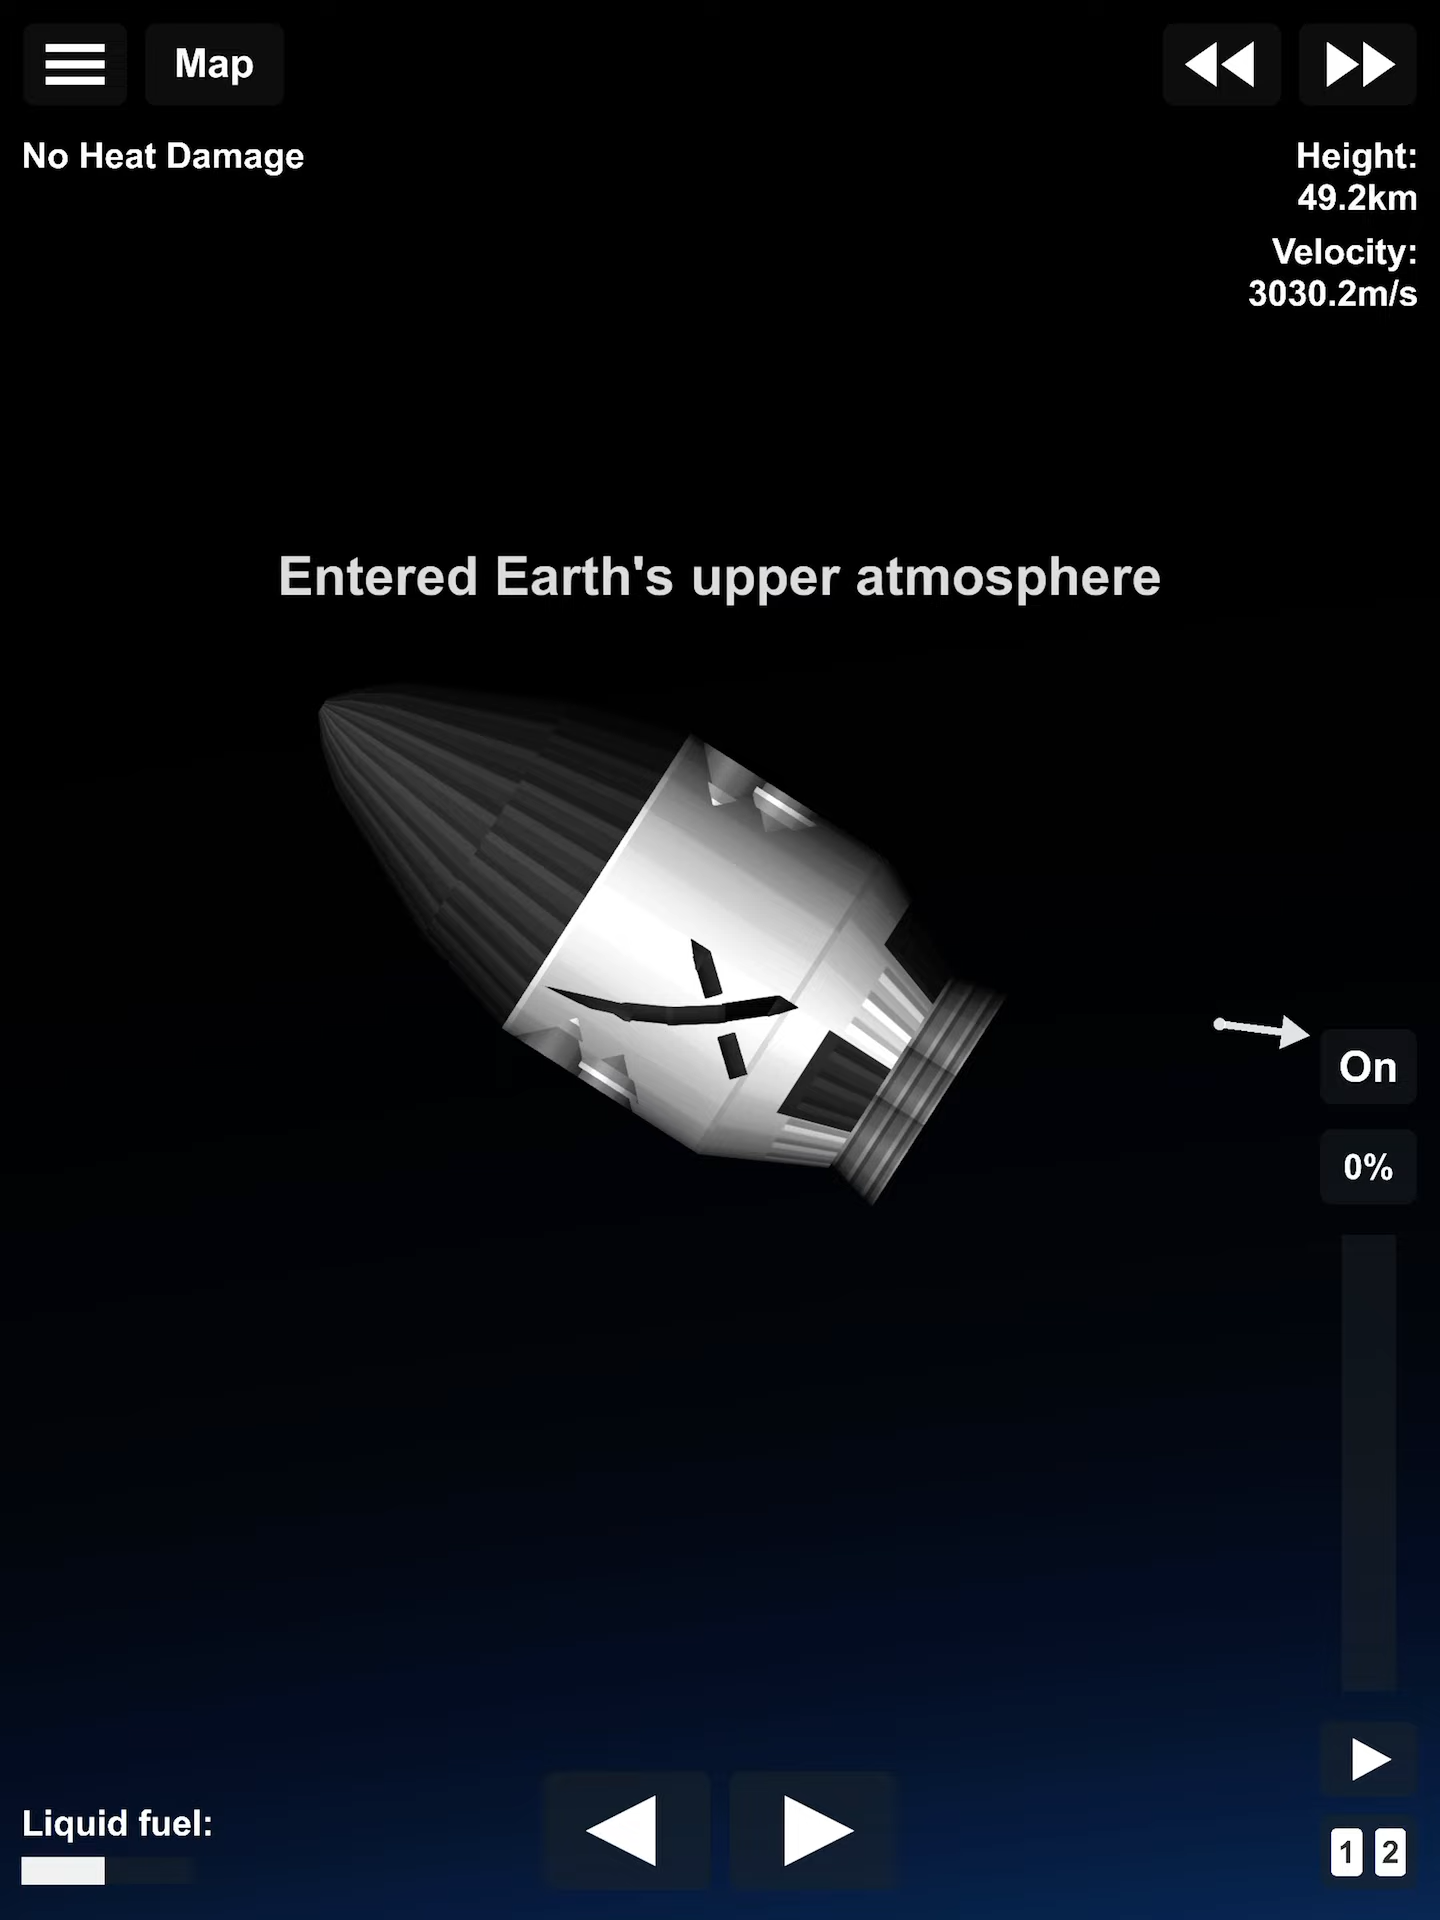 Map
No Heat Damage
Height:
49.2km
Velocity:
3030.2m/s
Entered Earth's upper atmosphere
On
0%
Liquid fuel:
1 2